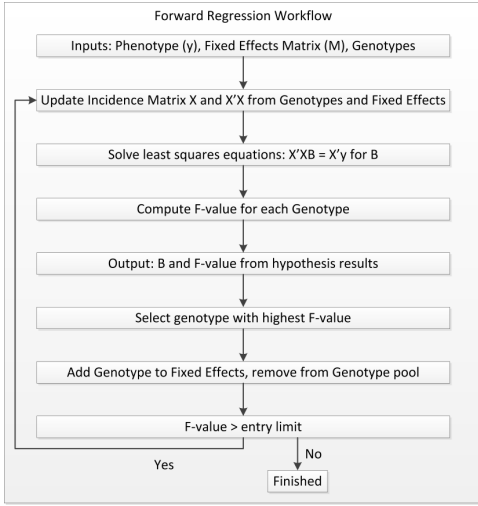 Forward Regression Workflow
Inputs: Phenotype (y), Fixed Effects Matrix (M), Genotypes
Update Incidence Matrix X and X’X from Genotypes and Fixed Effects
Solve least squares equations: X’XB = X’y for B
Compute F-value for each Genotype
Output: B and F-value from hypothesis results
Select genotype with highest F-value
Add Genotype to Fixed Effects, remove from Genotype pool
F-value > entry limit
Yes
No
Finished